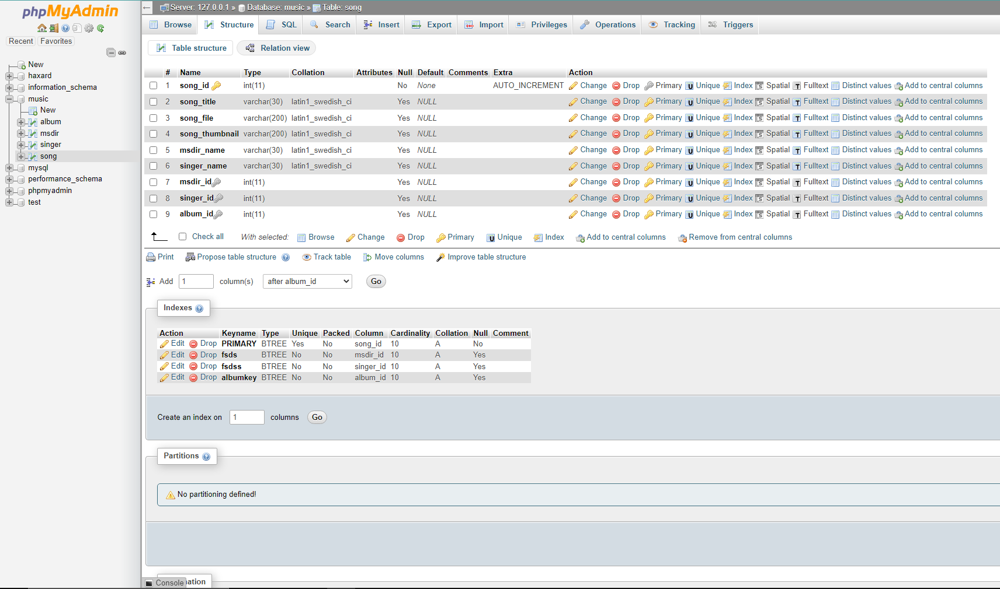 phpMyAdmin
Recent Favorites
New
haxard
information_schema
music
New
album
msdir
singer
song
mysql
performance_schema
phpmyadmin
test
Server: 127.0.0.1 » Database: music » Table: song
Browse Structure SQL Search Insert Export Import Privileges Operations Tracking Triggers
Table structure Relation view
# Name Type Collation Attributes Null Default Comments Extra Action
1 song_id int(11) No None AUTO_INCREMENT Change Drop Primary Unique Index Spatial Fulltext Distinct values Add to central columns
2 song_title varchar(30) latin1_swedish_ci Yes NULL Change Drop Primary Unique Index Spatial Fulltext Distinct values Add to central columns
3 song_file varchar(200) latin1_swedish_ci Yes NULL Change Drop Primary Unique Index Spatial Fulltext Distinct values Add to central columns
4 song_thumbnail varchar(200) latin1_swedish_ci Yes NULL Change Drop Primary Unique Index Spatial Fulltext Distinct values Add to central columns
5 msdir_name varchar(30) latin1_swedish_ci Yes NULL Change Drop Primary Unique Index Spatial Fulltext Distinct values Add to central columns
6 singer_name varchar(30) latin1_swedish_ci Yes NULL Change Drop Primary Unique Index Spatial Fulltext Distinct values Add to central columns
7 msdir_id int(11) Yes NULL Change Drop Primary Unique Index Spatial Fulltext Distinct values Add to central columns
8 singer_id int(11) Yes NULL Change Drop Primary Unique Index Spatial Fulltext Distinct values Add to central columns
9 album_id int(11) Yes NULL Change Drop Primary Unique Index Spatial Fulltext Distinct values Add to central columns
Check all With selected: Browse Change Drop Primary Unique Index Add to central columns Remove from central columns
Print Propose table structure Track table Move columns Improve table structure
Add 1 column(s) after album_id Go
Indexes
Action Keyname Type Unique Packed Column Cardinality Collation Null Comment
Edit Drop PRIMARY BTREE Yes No song_id 10 A No
Edit Drop fsds BTREE No No msdir_id 10 A Yes
Edit Drop fsdss BTREE No No singer_id 10 A Yes
Edit Drop albumkey BTREE No No album_id 10 A Yes
Create an index on 1 columns Go
Partitions
No partitioning defined!
Console ation